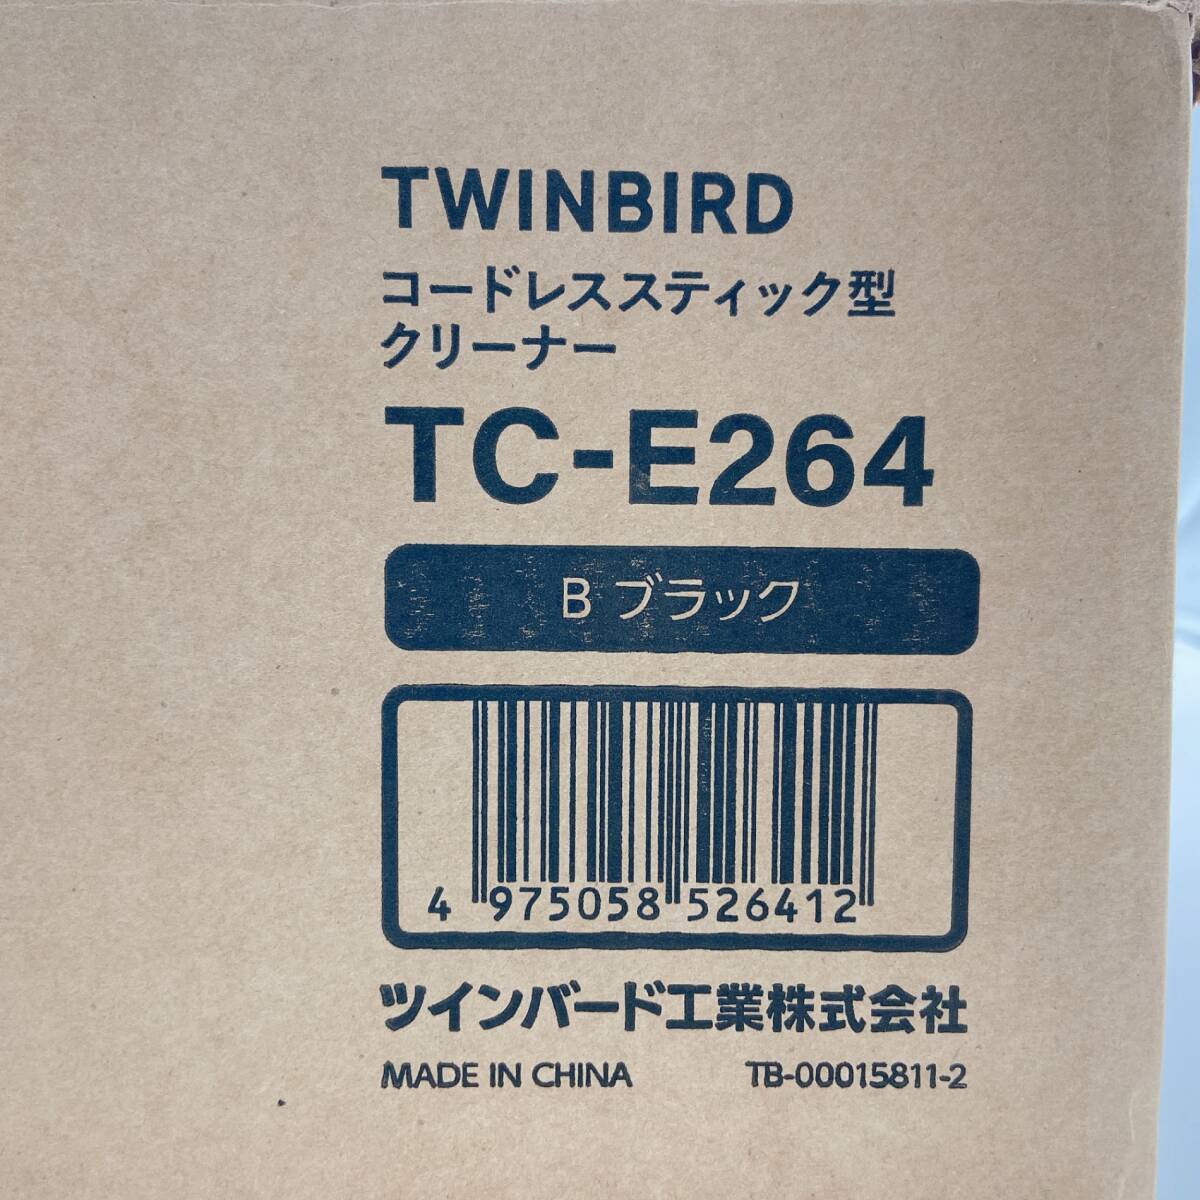 TWINBIRD
コードレススティック型
クリーナー
TC-E264
B ブラック
4 975058 526412
ツインバード工業株式会社
MADE IN CHINA TB-00015811-2